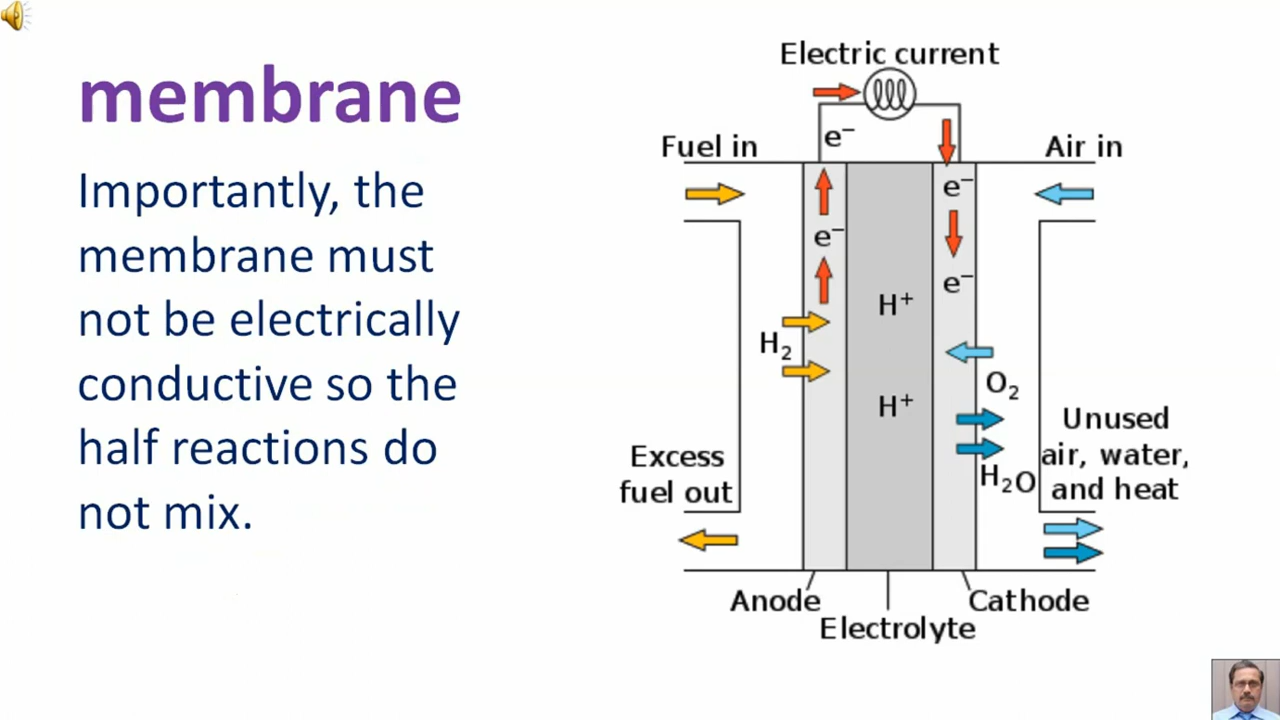 membrane
Importantly, the
membrane must
not be electrically
conductive so the
half reactions do
not mix.
Electric current
e⁻
Fuel in
Air in
e⁻
e⁻
e⁻
H⁺
H₂
O₂
H⁺
Unused
air, water,
and heat
Excess
fuel out
H₂O
Anode
Cathode
Electrolyte